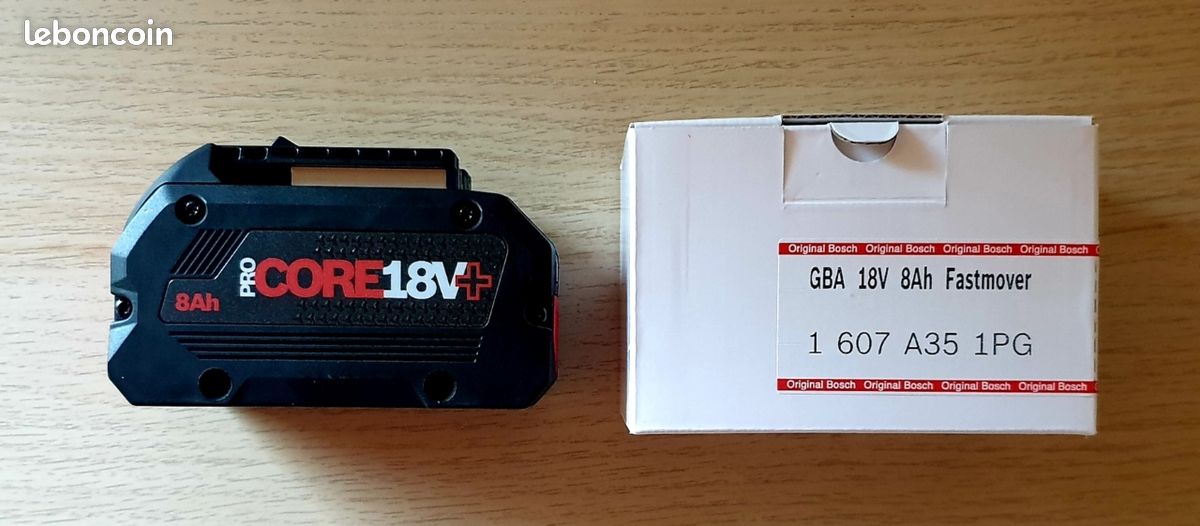 leboncoin
8Ah PRO CORE18V+
Original Bosch Original Bosch Original Bosch Original Bosch
GBA 18V 8Ah Fastmover
1 607 A35 1PG
Original Bosch Original Bosch Original Bosch Original Bosch